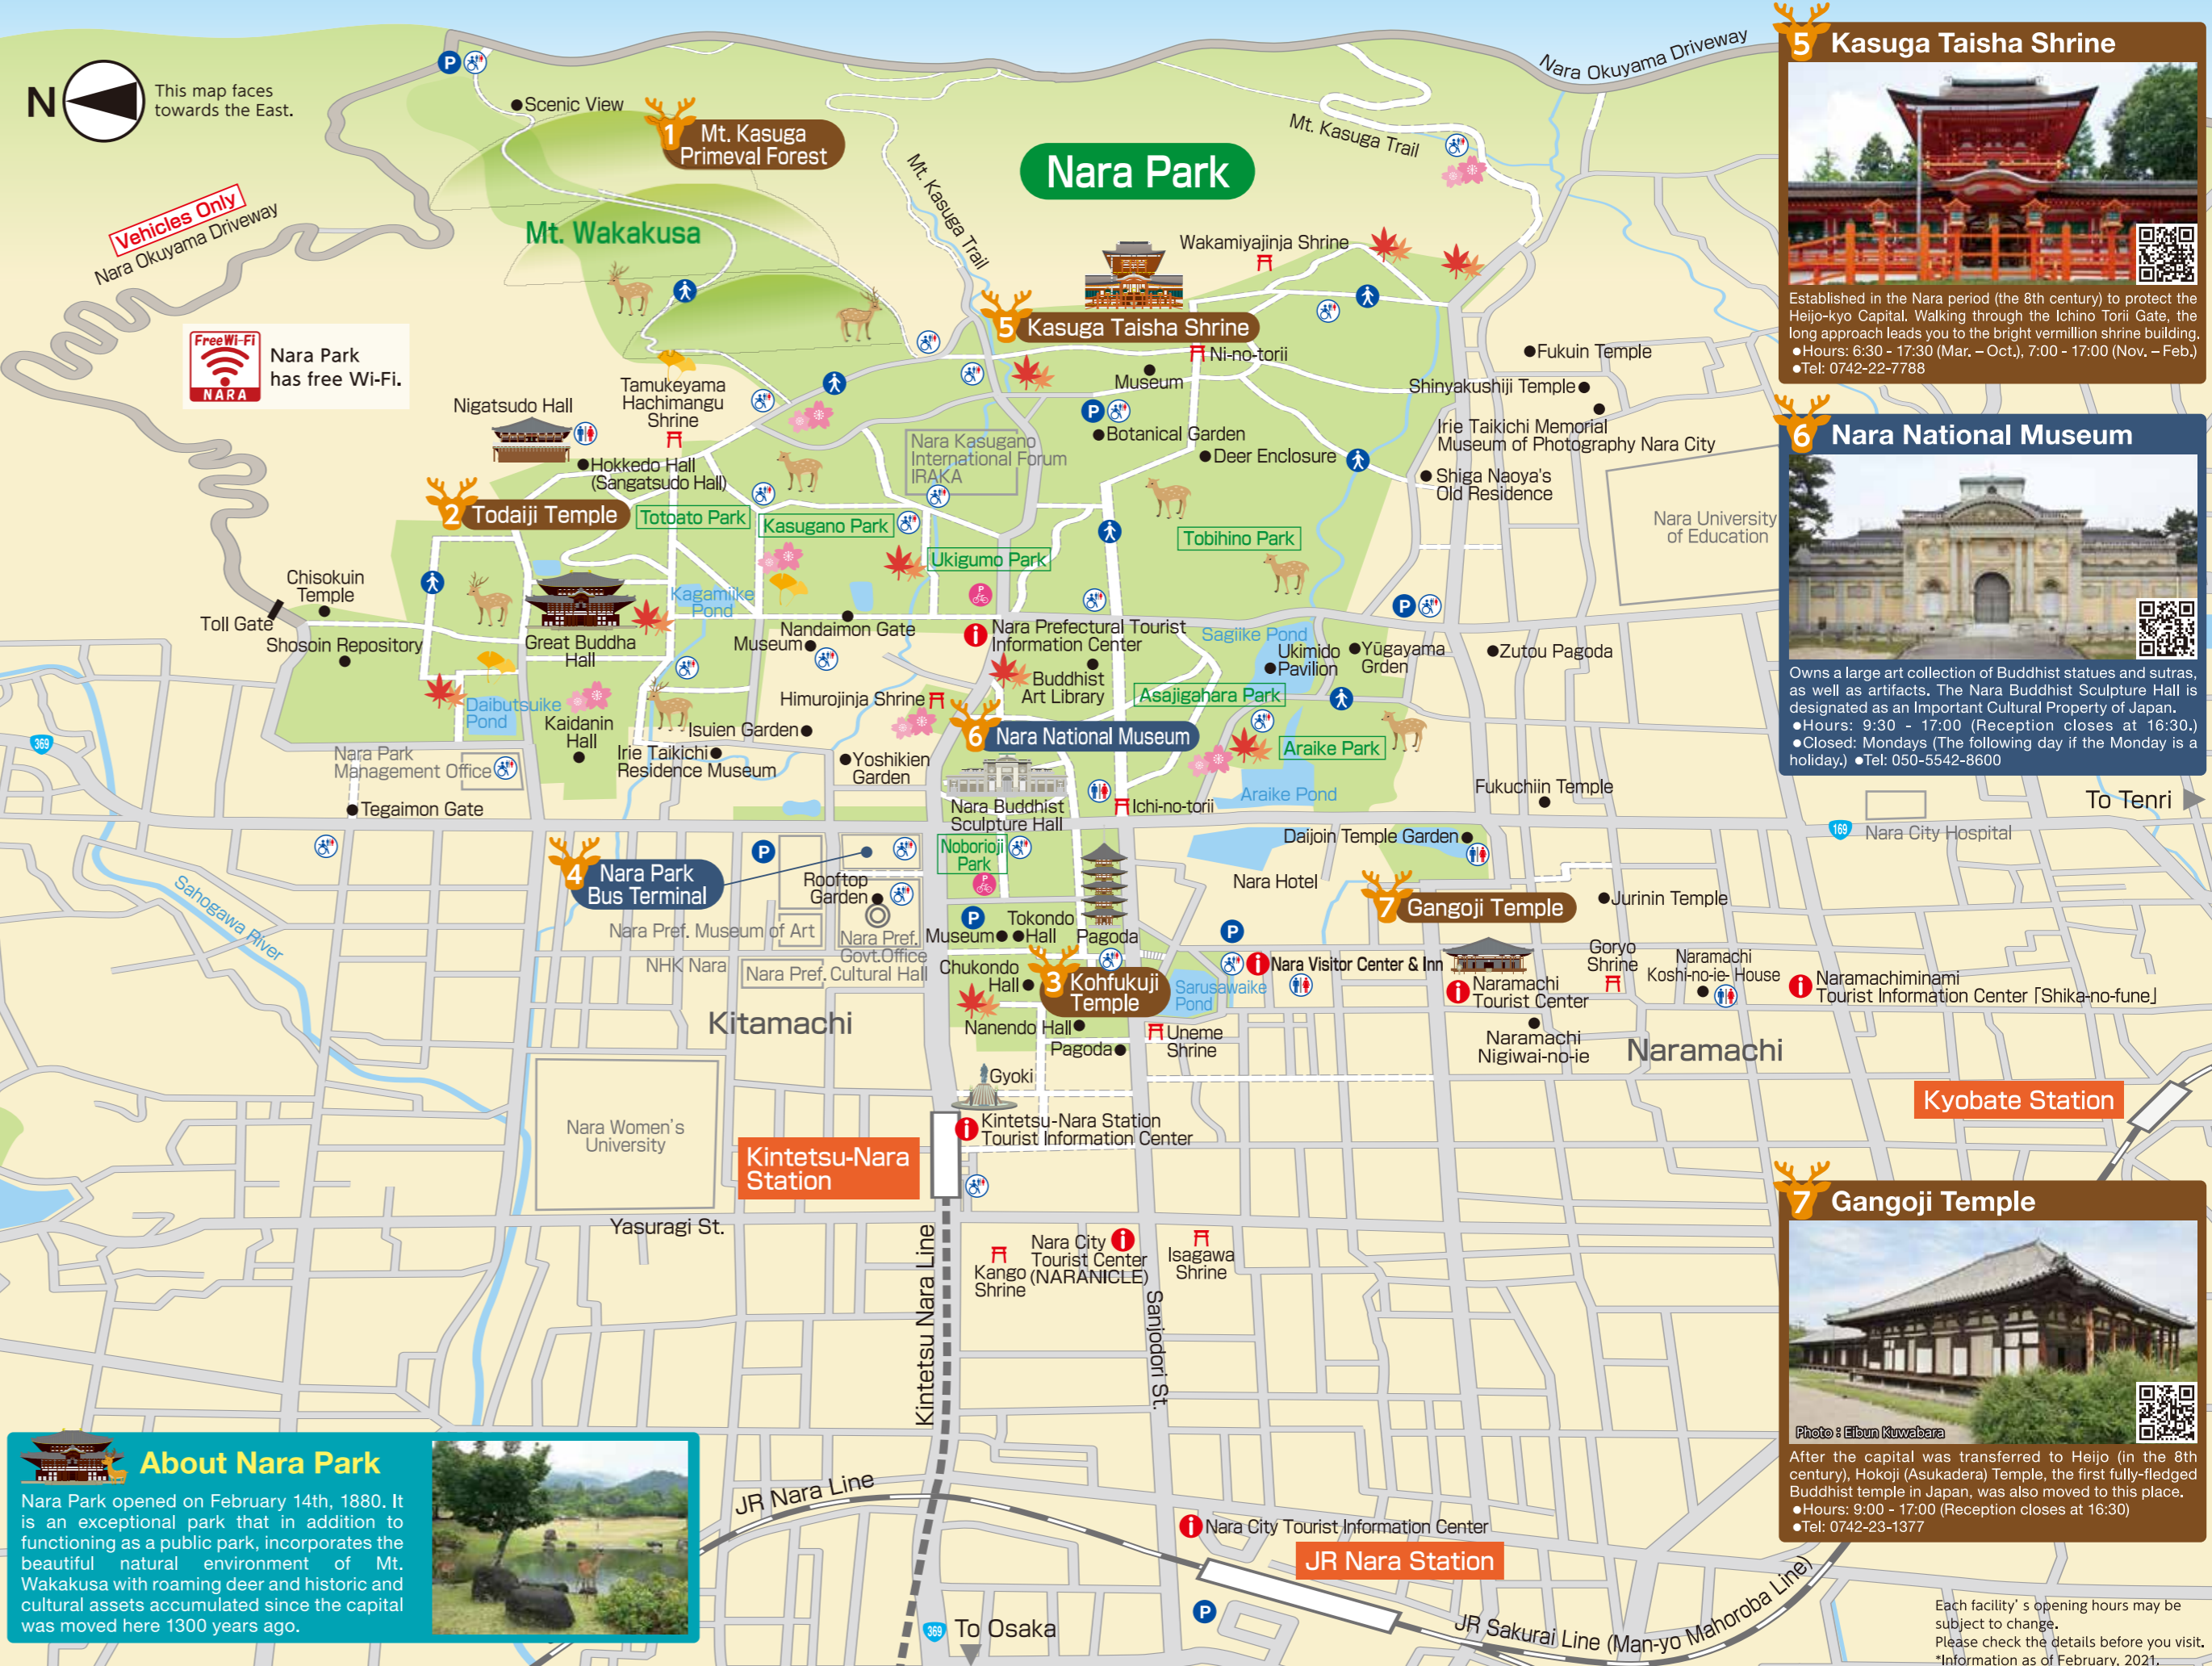 N
This map faces
towards the East.
Scenic View
1
Mt. Kasuga
Primeval Forest
Nara Park
Mt. Kasuga Trail
Mt. Kasuga Trail
Nara Okuyama Driveway
Vehicles Only
Nara Okuyama Driveway
Mt. Wakakusa
Wakamiyajinja Shrine
5 Kasuga Taisha Shrine
Ni-no-torii
Museum
Free Wi-Fi
NARA
Nara Park
has free Wi-Fi.
Tamukeyama
Hachimangu
Shrine
Nigatsudo Hall
Hokkedo Hall
(Sangatsudo Hall)
P
Botanical Garden
Deer Enclosure
Nara Kasugano
International Forum
IRAKA
Fukuin Temple
Shinyakushiji Temple
Irie Taikichi Memorial
Museum of Photography Nara City
Shiga Naoya's
Old Residence
Nara University
of Education
2 Todaiji Temple
Totoato Park
Kasugano Park
Ukigumo Park
Tobihino Park
Chisokuin
Temple
Toll Gate
Shosoin Repository
Great Buddha
Hall
Kagamiike
Pond
Nandaimon Gate
Museum
Nara Prefectural Tourist
Information Center
Buddhist
Art Library
Sagiike Pond
Ukimido
Pavilion
Yūgayama
Grden
Zutou Pagoda
Asajigahara Park
Himurojinja Shrine
Daibutsuike
Pond
Kaidanin
Hall
Isuien Garden
Irie Taikichi
Residence Museum
Yoshikien
Garden
6 Nara National Museum
Araike Park
Araike Pond
369
Nara Park
Management Office
Tegaimon Gate
Nara Buddhist
Sculpture Hall
Ichi-no-torii
Fukuchiin Temple
Daijoin Temple Garden
169
Nara City Hospital
To Tenri
4
Nara Park
Bus Terminal
P
Noborioji
Park
Rooftop
Garden
Nara Hotel
7 Gangoji Temple
Jurinin Temple
Sahogawa River
Nara Pref. Museum of Art
NHK Nara
Nara Pref. Cultural Hall
Nara Pref.
Govt.Office
P
Museum
Tokondo
Hall
Pagoda
Chukondo
Hall
3
Kohfukuji
Temple
P
Nara Visitor Center & Inn
Sarusawaike
Pond
Naramachi
Tourist Center
Goryo
Shrine
Naramachi
Koshi-no-ie- House
Naramachiminami
Tourist Information Center「Shika-no-fune」
Kitamachi
Nanendo Hall
Pagoda
Uneme
Shrine
Naramachi
Nigiwai-no-ie
Naramachi
Gyoki
Kyobate Station
Nara Women's
University
Kintetsu-Nara
Station
Kintetsu-Nara Station
Tourist Information Center
Yasuragi St.
Kintetsu Nara Line
Kango
Shrine
Nara City
Tourist Center
(NARANICLE)
Isagawa
Shrine
Sanjodori St.
JR Nara Line
Nara City Tourist Information Center
JR Nara Station
P
JR Sakurai Line (Man-yo Mahoroba Line)
369 To Osaka
About Nara Park
Nara Park opened on February 14th, 1880. It
is an exceptional park that in addition to
functioning as a public park, incorporates the
beautiful natural environment of Mt.
Wakakusa with roaming deer and historic and
cultural assets accumulated since the capital
was moved here 1300 years ago.
5 Kasuga Taisha Shrine
Established in the Nara period (the 8th century) to protect the
Heijo-kyo Capital. Walking through the Ichino Torii Gate, the
long approach leads you to the bright vermillion shrine building.
●Hours: 6:30 - 17:30 (Mar. – Oct.), 7:00 - 17:00 (Nov. – Feb.)
●Tel: 0742-22-7788
6 Nara National Museum
Owns a large art collection of Buddhist statues and sutras,
as well as artifacts. The Nara Buddhist Sculpture Hall is
designated as an Important Cultural Property of Japan.
●Hours: 9:30 - 17:00 (Reception closes at 16:30.)
●Closed: Mondays (The following day if the Monday is a
holiday.) ●Tel: 050-5542-8600
7 Gangoji Temple
Photo : Eibun Kuwabara
After the capital was transferred to Heijo (in the 8th
century), Hokoji (Asukadera) Temple, the first fully-fledged
Buddhist temple in Japan, was also moved to this place.
●Hours: 9:00 - 17:00 (Reception closes at 16:30)
●Tel: 0742-23-1377
Each facility' s opening hours may be
subject to change.
Please check the details before you visit.
*Information as of February, 2021.